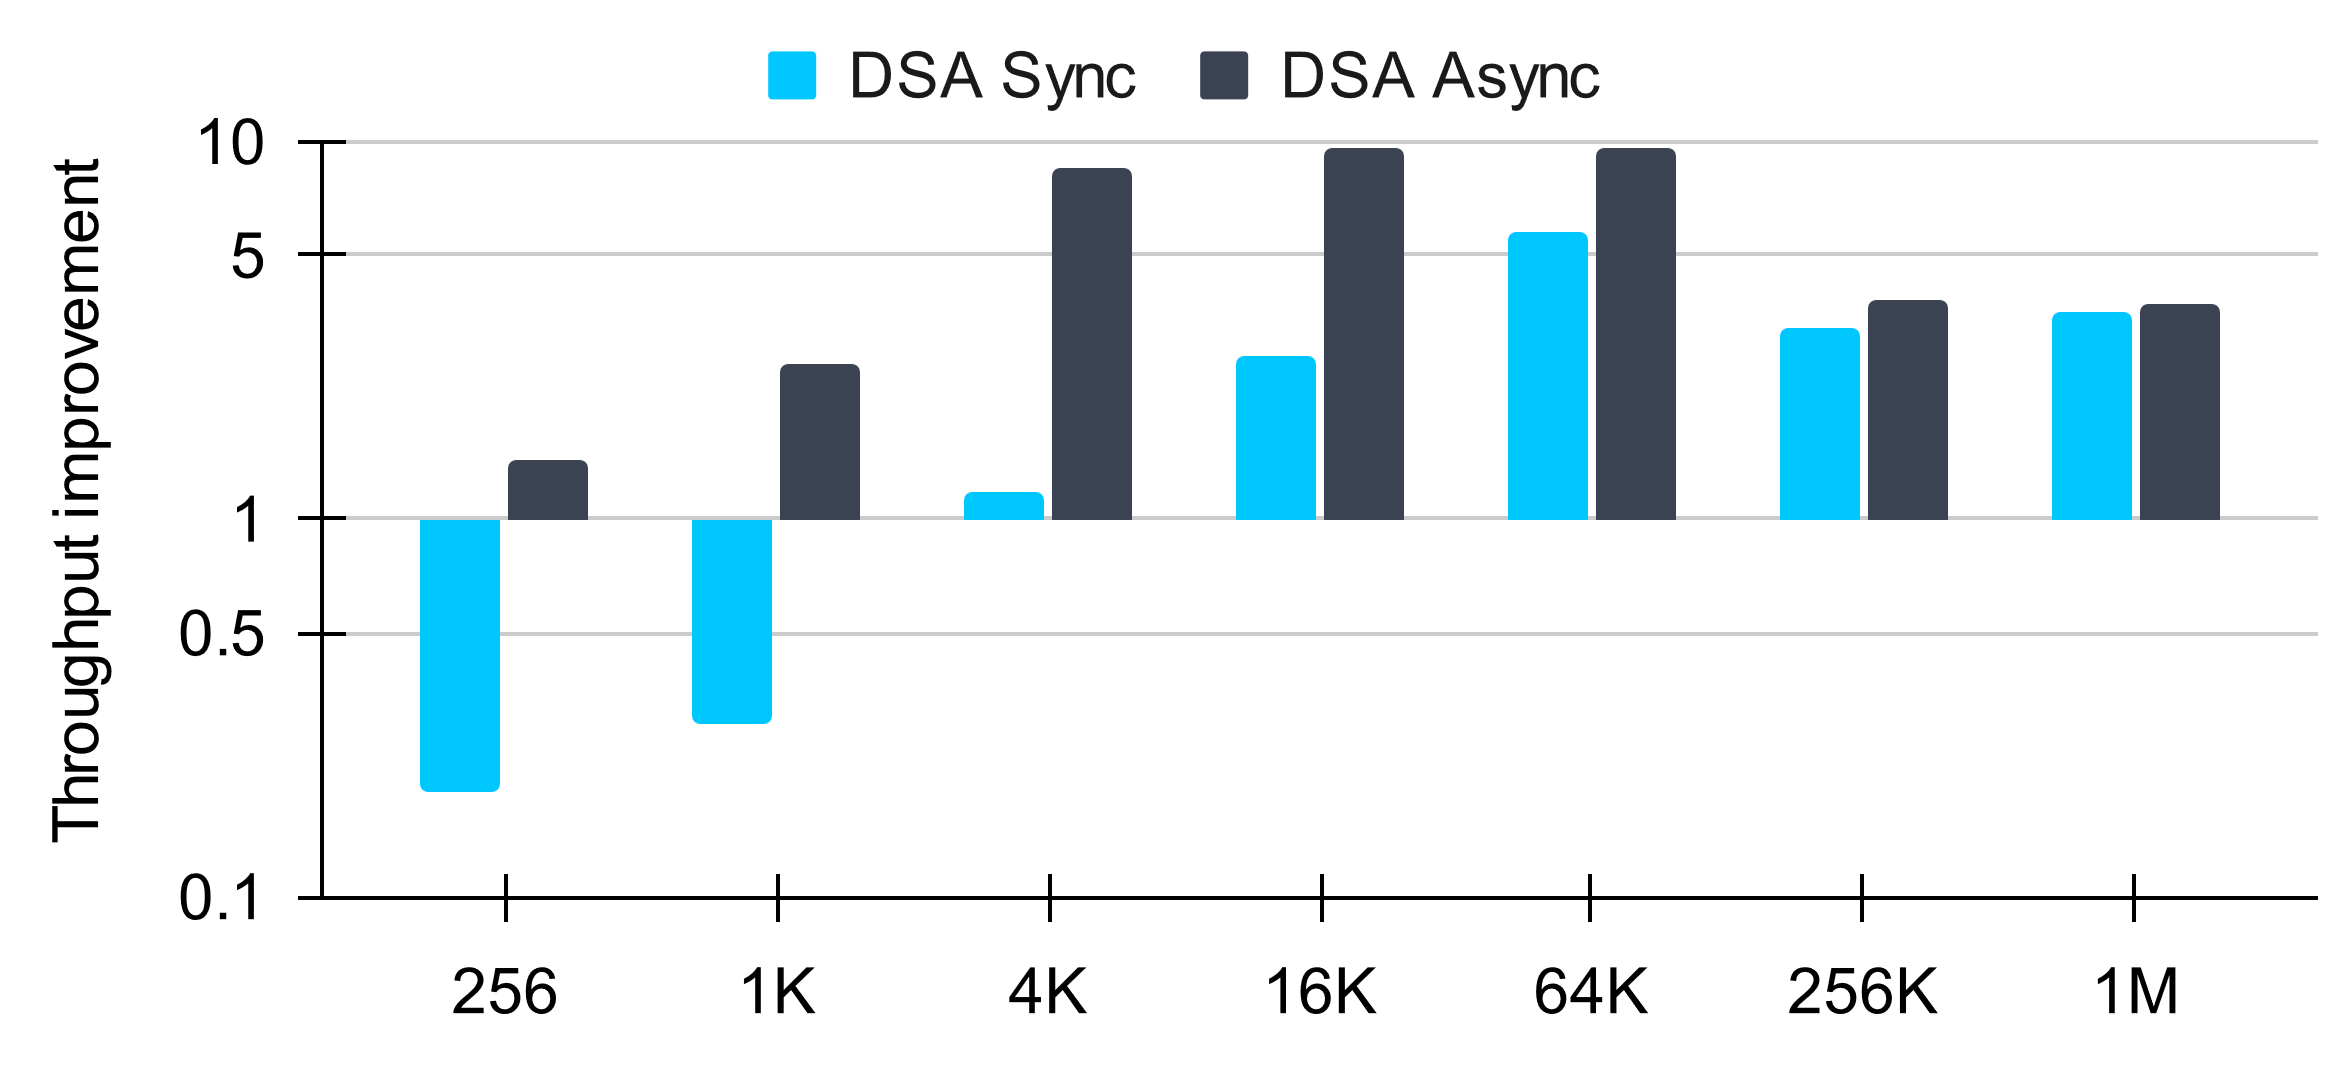 DSA Sync DSA Async
Throughput improvement
10
5
1
0.5
0.1
256 1K 4K 16K 64K 256K 1M